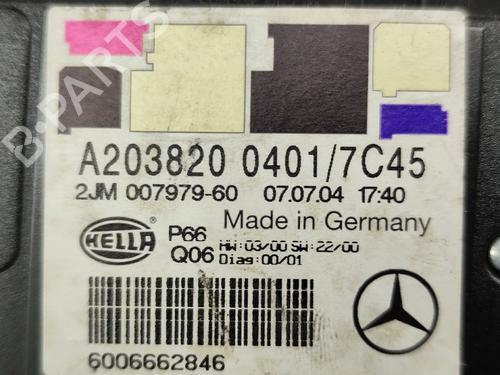 B-PARTS
A203820 0401/7C45
2JM 007979-60 07.07.04 17:40
Made in Germany
HELLA P66 HW:03/00 SW:22/00
Q06 Diag:00/01
6006662846